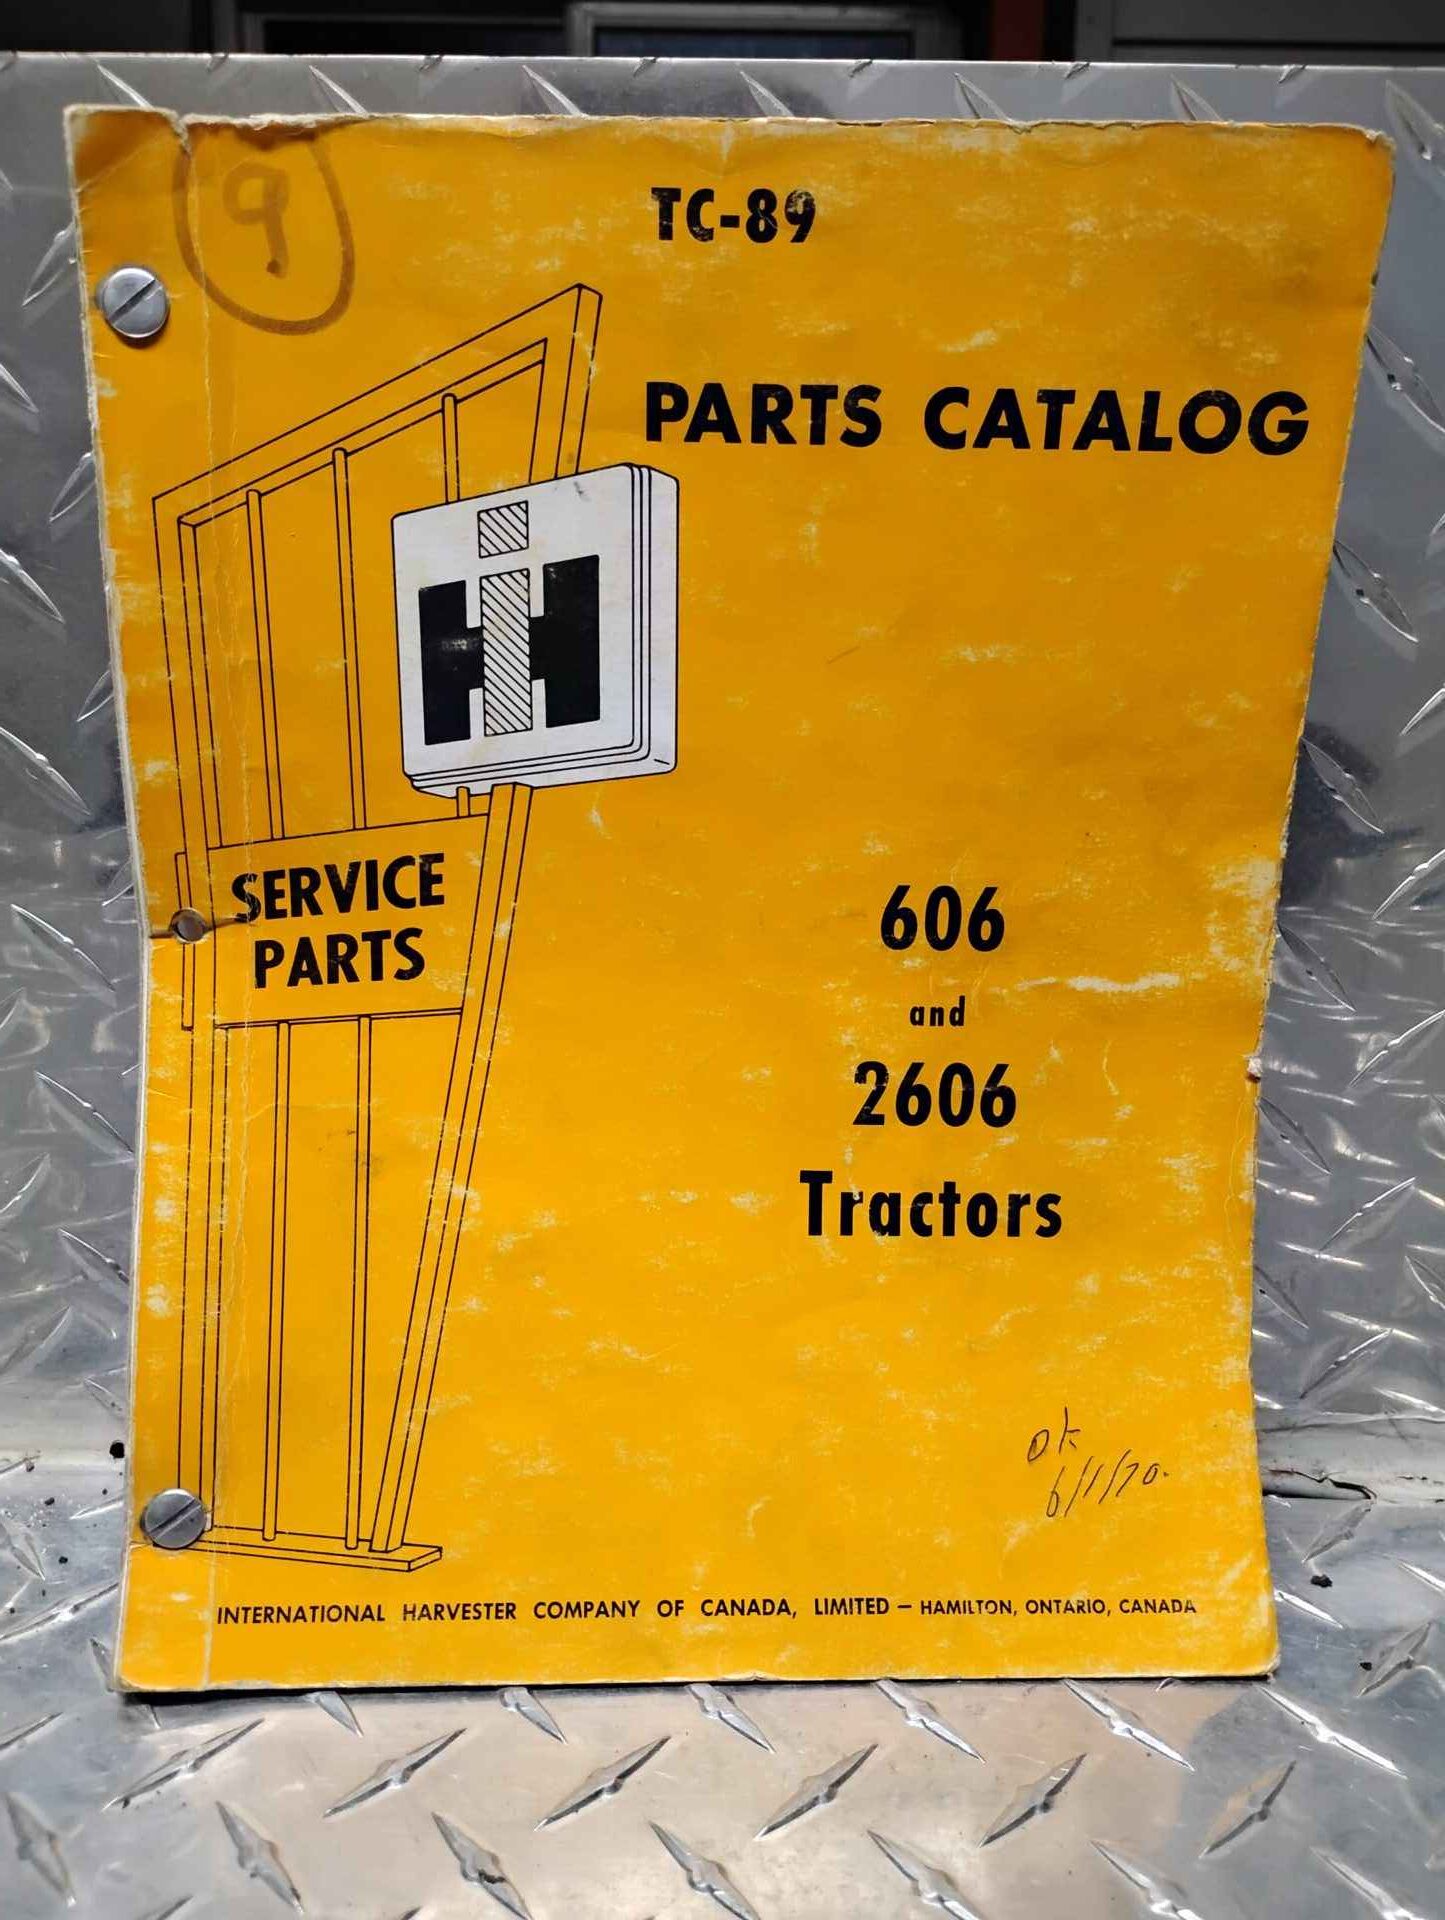 9
TC-89
PARTS CATALOG
IH
SERVICE
PARTS
606
and
2606
Tractors
ok
6/1/70.
INTERNATIONAL HARVESTER COMPANY OF CANADA, LIMITED — HAMILTON, ONTARIO, CANADA